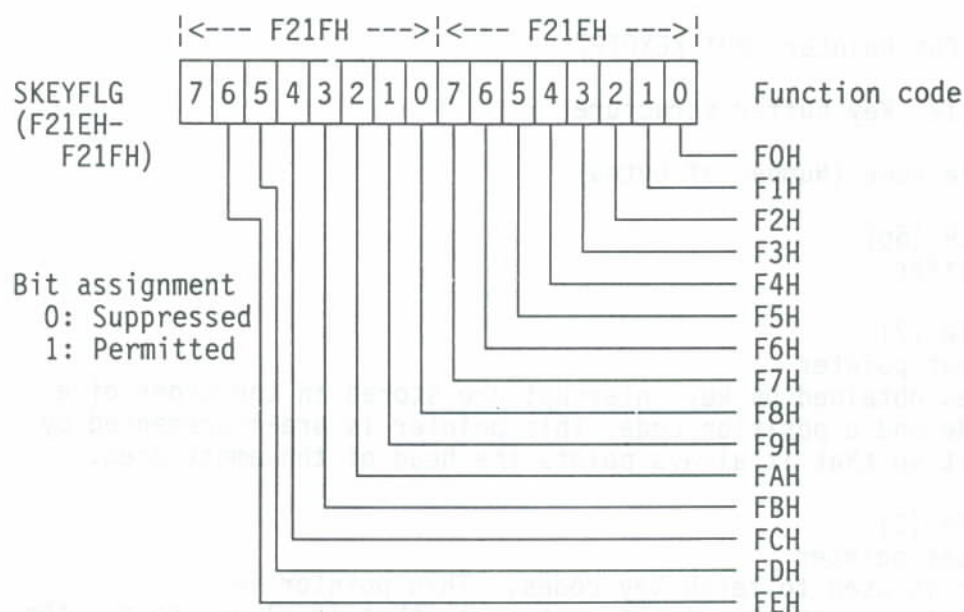 |<--- F21FH --->|<--- F21EH --->|
SKEYFLG 7 6 5 4 3 2 1 0 7 6 5 4 3 2 1 0 Function code
(F21EH-
F21FH)
F0H
F1H
F2H
F3H
Bit assignment F4H
0: Suppressed F5H
1: Permitted F6H
F7H
F8H
F9H
FAH
FBH
FCH
FDH
FEH